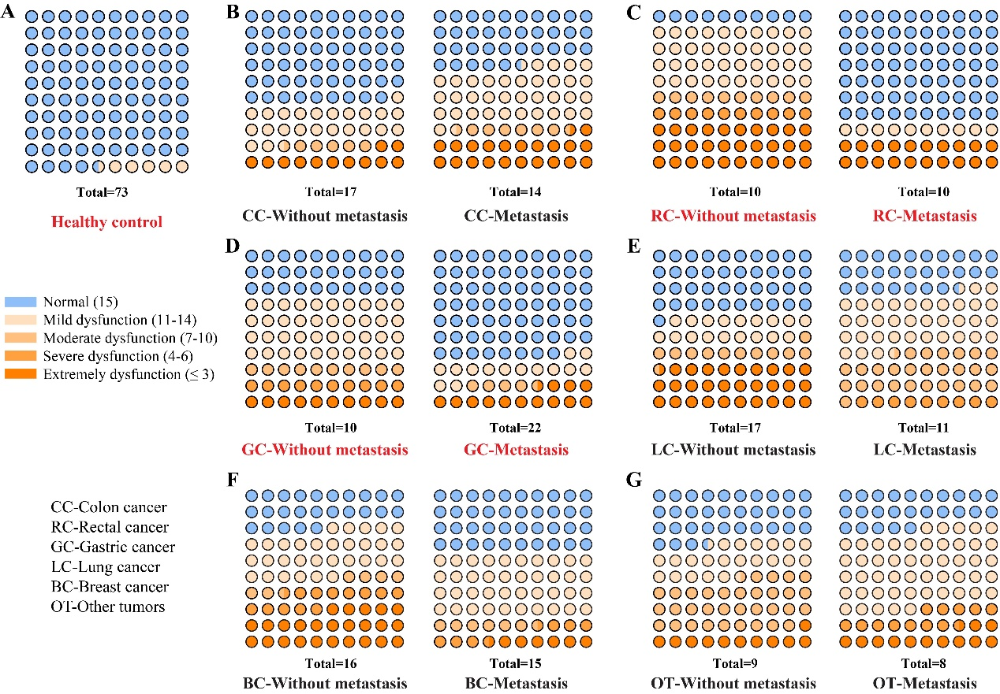 A
B
C
Total=73
Healthy control
Total=17
CC-Without metastasis
Total=14
CC-Metastasis
Total=10
RC-Without metastasis
Total=10
RC-Metastasis
D
E
Normal (15)
Mild dysfunction (11-14)
Moderate dysfunction (7-10)
Severe dysfunction (4-6)
Extremely dysfunction (≤ 3)
Total=10
GC-Without metastasis
Total=22
GC-Metastasis
Total=17
LC-Without metastasis
Total=11
LC-Metastasis
F
G
CC-Colon cancer
RC-Rectal cancer
GC-Gastric cancer
LC-Lung cancer
BC-Breast cancer
OT-Other tumors
Total=16
BC-Without metastasis
Total=15
BC-Metastasis
Total=9
OT-Without metastasis
Total=8
OT-Metastasis